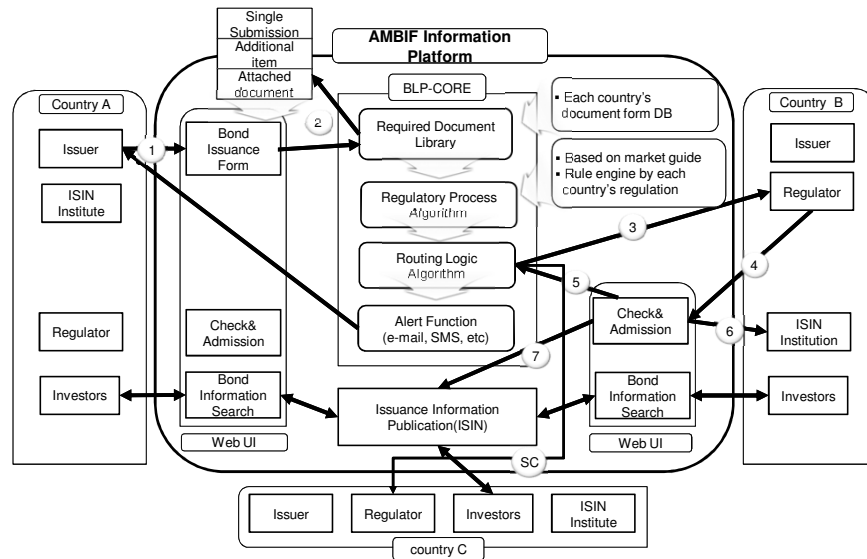 Single
Submission
Additional
item
Attached
document
AMBIF Information
Platform
Country A
Issuer
ISIN
Institute
Regulator
Investors
1
2
Bond
Issuance
Form
Check&
Admission
Bond
Information
Search
Web UI
BLP-CORE
Required Document
Library
Regulatory Process
Algorithm
Routing Logic
Algorithm
Alert Function
(e-mail, SMS, etc)
Issuance Information
Publication(ISIN)
▪ Each country's
document form DB
▪ Based on market guide
▪ Rule engine by each
country's regulation
3
4
5
6
7
SC
Check&
Admission
Bond
Information
Search
Web UI
Country B
Issuer
Regulator
ISIN
Institution
Investors
Issuer
Regulator
Investors
ISIN
Institute
country C